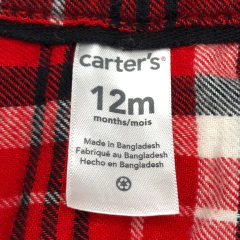 carter's®
12m
months/mois
Made in Bangladesh
Fabriqué au Bangladesh
Hecho en Bangladesh